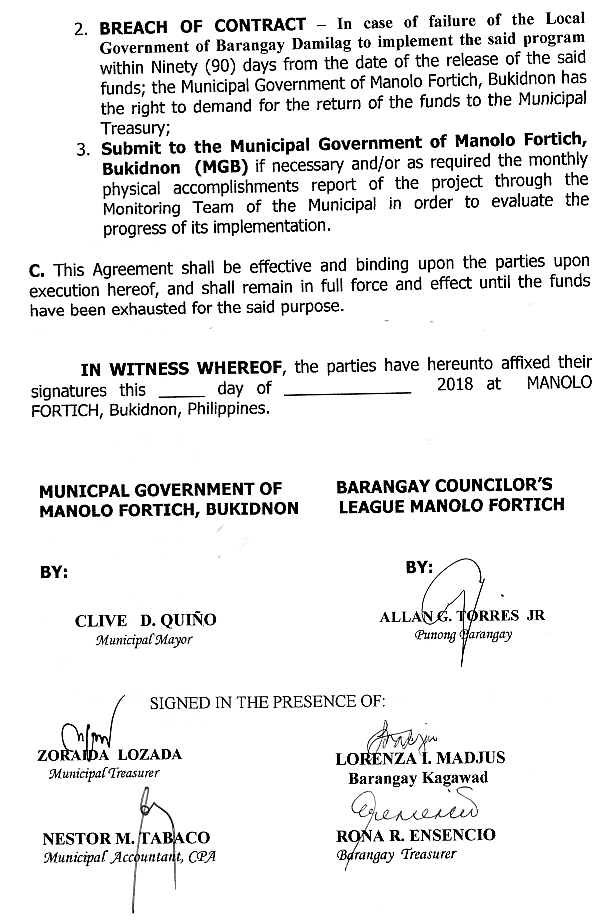 2. BREACH OF CONTRACT – In case of failure of the Local
Government of Barangay Damilag to implement the said program
within Ninety (90) days from the date of the release of the said
funds; the Municipal Government of Manolo Fortich, Bukidnon has
the right to demand for the return of the funds to the Municipal
Treasury;
3. Submit to the Municipal Government of Manolo Fortich,
Bukidnon (MGB) if necessary and/or as required the monthly
physical accomplishments report of the project through the
Monitoring Team of the Municipal in order to evaluate the
progress of its implementation.
C. This Agreement shall be effective and binding upon the parties upon
execution hereof, and shall remain in full force and effect until the funds
have been exhausted for the said purpose.
IN WITNESS WHEREOF, the parties have hereunto affixed their
signatures this _____ day of ______________ 2018 at MANOLO
FORTICH, Bukidnon, Philippines.
MUNICPAL GOVERNMENT OF
MANOLO FORTICH, BUKIDNON
BY:
CLIVE D. QUIÑO
Municipal Mayor
BARANGAY COUNCILOR'S
LEAGUE MANOLO FORTICH
BY:
ALLAN G. TORRES JR
Punong Barangay
SIGNED IN THE PRESENCE OF:
ZORAIDA LOZADA
Municipal Treasurer
LORENZA I. MADJUS
Barangay Kagawad
NESTOR M. TABACO
Municipal Accountant, CPA
RONA R. ENSENCIO
Barangay Treasurer